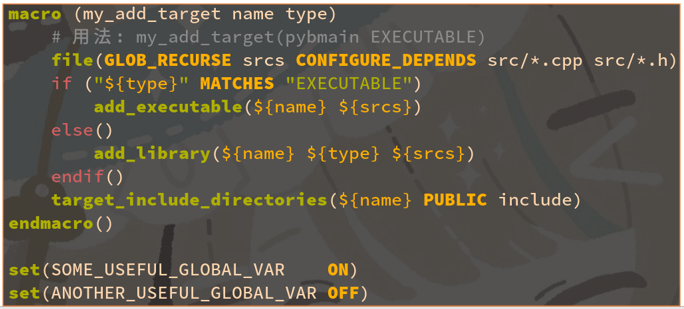 macro (my_add_target name type)
    # 用法: my_add_target(pybmain EXECUTABLE)
    file(GLOB_RECURSE srcs CONFIGURE_DEPENDS src/*.cpp src/*.h)
    if ("${type}" MATCHES "EXECUTABLE")
        add_executable(${name} ${srcs})
    else()
        add_library(${name} ${type} ${srcs})
    endif()
    target_include_directories(${name} PUBLIC include)
endmacro()

set(SOME_USEFUL_GLOBAL_VAR    ON)
set(ANOTHER_USEFUL_GLOBAL_VAR OFF)